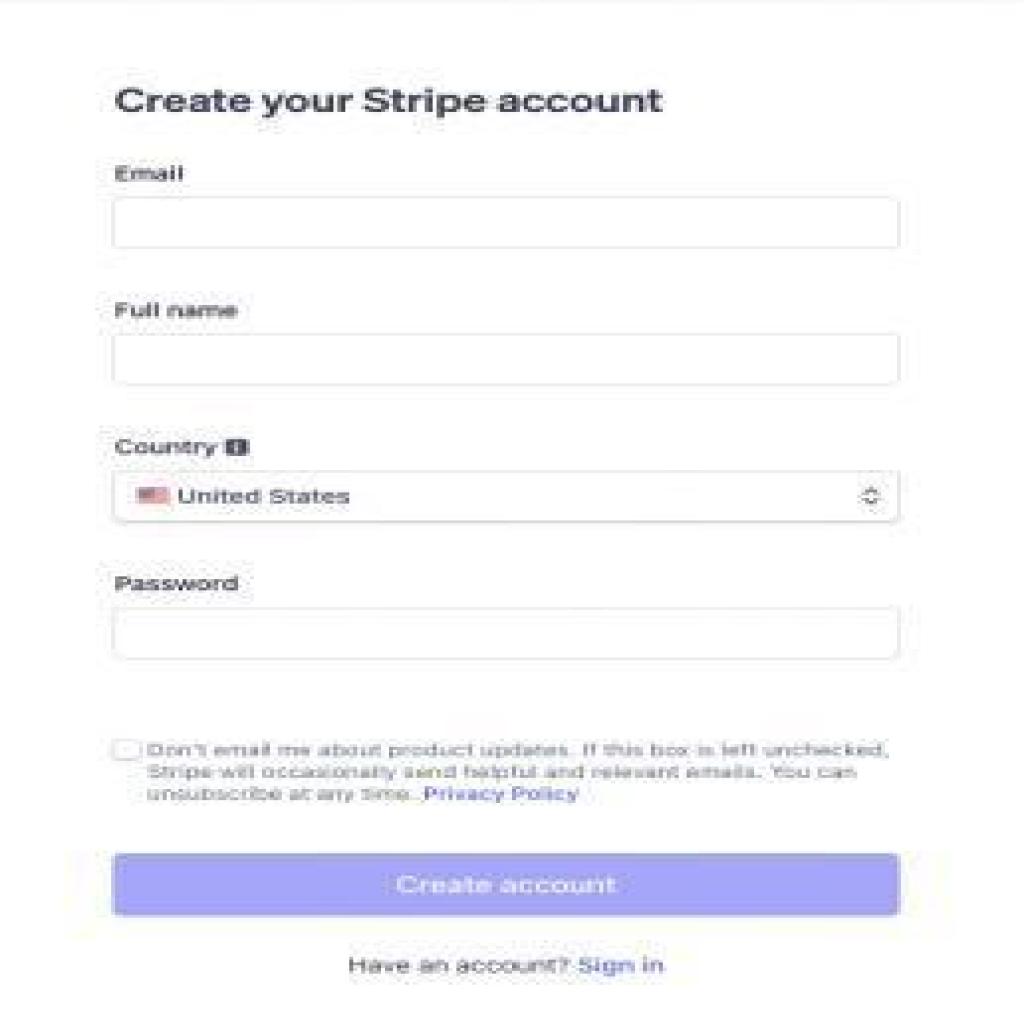 Create your Stripe account
Email
Full name
Country
United States
Password
Don't email me about product updates. If this box is left unchecked,
Stripe will occasionally send helpful and relevant emails. You can
unsubscribe at any time. Privacy Policy
Create account
Have an account? Sign in